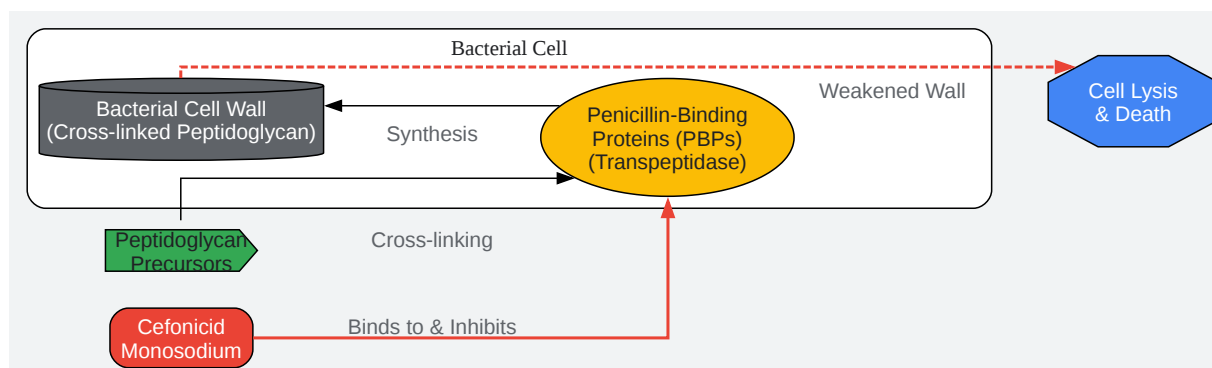 Bacterial Cell
Bacterial Cell Wall
(Cross-linked Peptidoglycan)
Synthesis
Penicillin-Binding
Proteins (PBPs)
(Transpeptidase)
Weakened Wall
Cell Lysis
& Death
Peptidoglycan
Precursors
Cross-linking
Cefonicid
Monosodium
Binds to & Inhibits